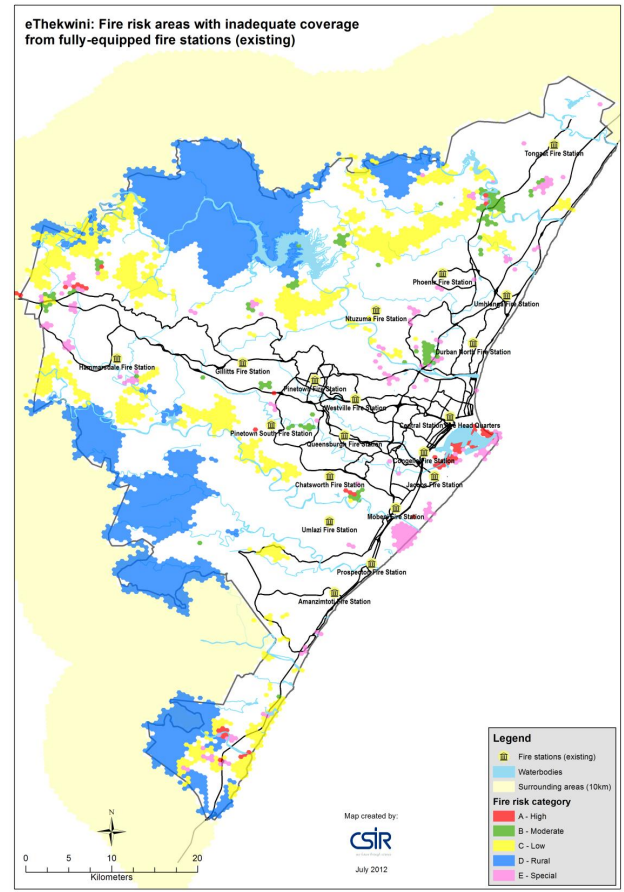 eThekwini: Fire risk areas with inadequate coverage
from fully-equipped fire stations (existing)
Tongaat Fire Station
Phoenix Fire Station
Umhlanga Fire Station
Ntuzuma Fire Station
Durban North Fire Station
Hammarsdale Fire Station
Gillitts Fire Station
Pinetown Fire Station
Westville Fire Station
Central Station Fire Head Quarters
Pinetown South Fire Station
Queensburgh Fire Station
Congella Fire Station
Chatsworth Fire Station
Jacobs Fire Station
Mobeni Fire Station
Umlazi Fire Station
Prospecton Fire Station
Amanzimtoti Fire Station
Legend
Fire stations (existing)
Waterbodies
Surrounding areas (10km)
Fire risk category
A - High
B - Moderate
C - Low
D - Rural
E - Special
N
0 5 10 20
Kilometers
Map created by:
CSIR
July 2012